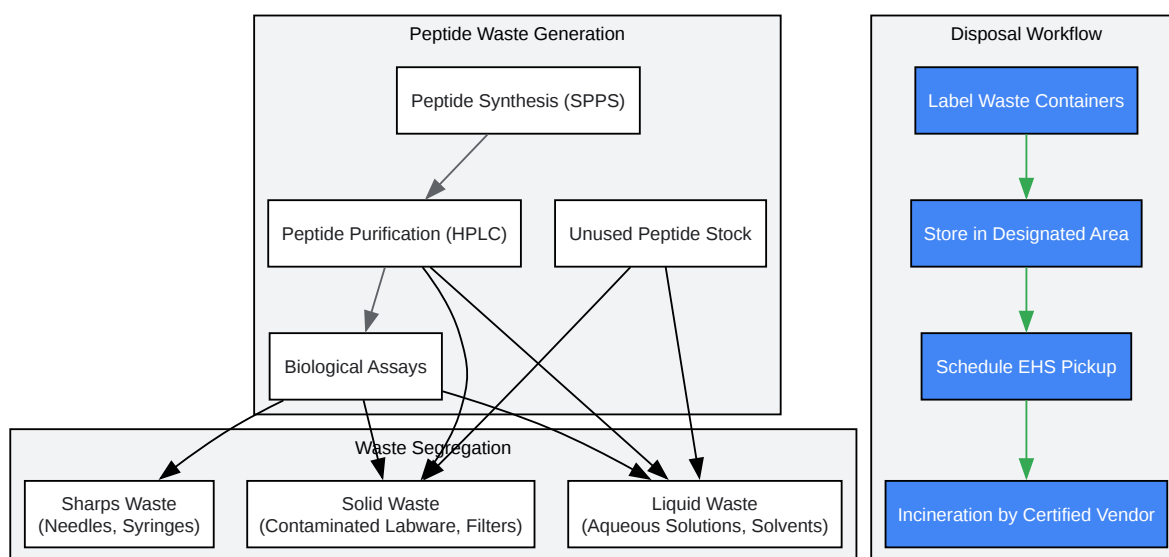 Peptide Waste Generation
Peptide Synthesis (SPPS)
Peptide Purification (HPLC)
Unused Peptide Stock
Biological Assays
Waste Segregation
Sharps Waste
(Needles, Syringes)
Solid Waste
(Contaminated Labware, Filters)
Liquid Waste
(Aqueous Solutions, Solvents)
Disposal Workflow
Label Waste Containers
Store in Designated Area
Schedule EHS Pickup
Incineration by Certified Vendor